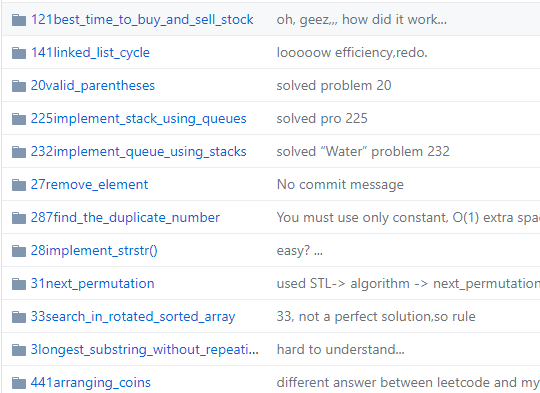 121best_time_to_buy_and_sell_stock oh, geez,,, how did it work...
141linked_list_cycle looooow efficiency,redo.
20valid_parentheses solved problem 20
225implement_stack_using_queues solved pro 225
232implement_queue_using_stacks solved “Water” problem 232
27remove_element No commit message
287find_the_duplicate_number You must use only constant, O(1) extra spa
28implement_strstr() easy? ...
31next_permutation used STL-> algorithm -> next_permutation
33search_in_rotated_sorted_array 33, not a perfect solution,so rule
3longest_substring_without_repeati... hard to understand...
441arranging_coins different answer between leetcode and my